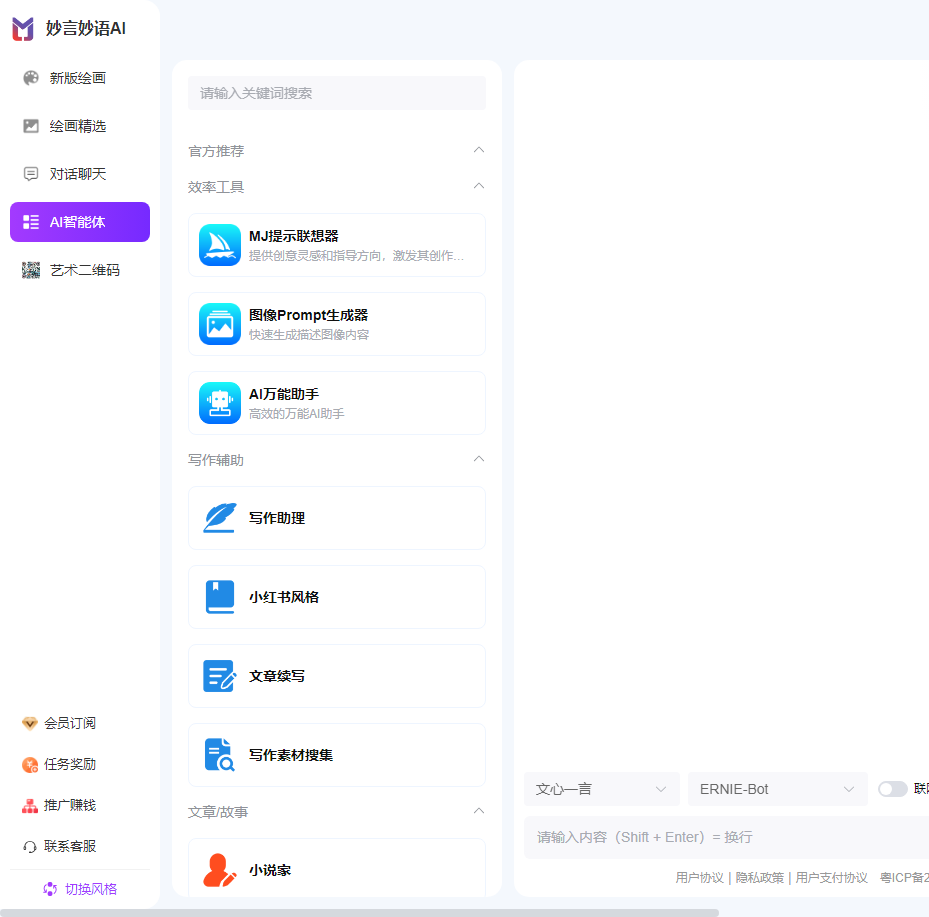 妙言妙语AI
新版绘画
绘画精选
对话聊天
AI智能体
艺术二维码
会员订阅
任务奖励
推广赚钱
联系客服
切换风格
请输入关键词搜索
官方推荐
效率工具
MJ提示联想器
提供创意灵感和指导方向，激发其创作...
图像Prompt生成器
快速生成描述图像内容
AI万能助手
高效的万能AI助手
写作辅助
写作助理
小红书风格
文章续写
写作素材搜集
文章/故事
小说家
文心一言
ERNIE-Bot
联
请输入内容（Shift + Enter）= 换行
用户协议 | 隐私政策 | 用户支付协议 粤ICP备2